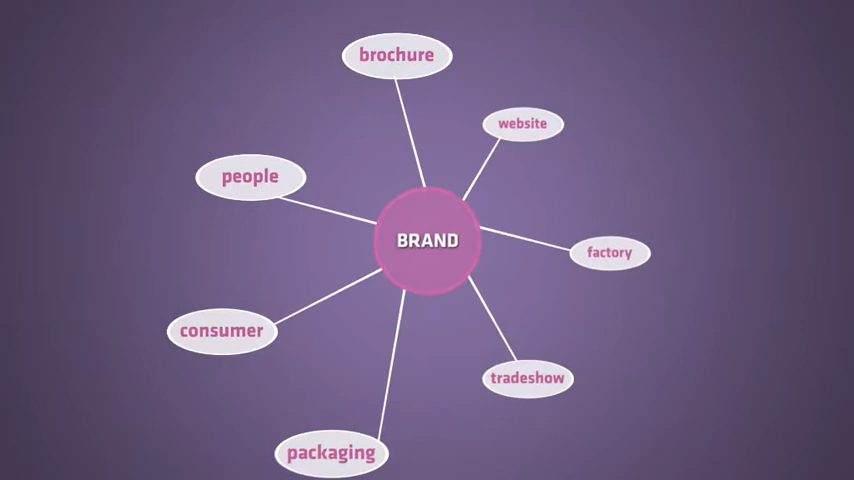 brochure
website
people
BRAND
factory
consumer
tradeshow
packaging